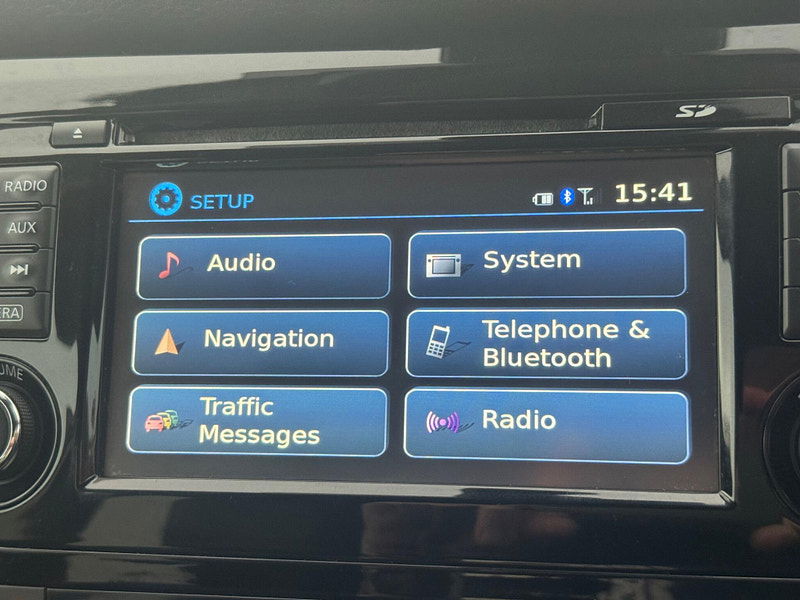 SD
RADIO
AUX
SETUP
15:41
Audio
System
Navigation
Telephone &
Bluetooth
Traffic
Messages
Radio